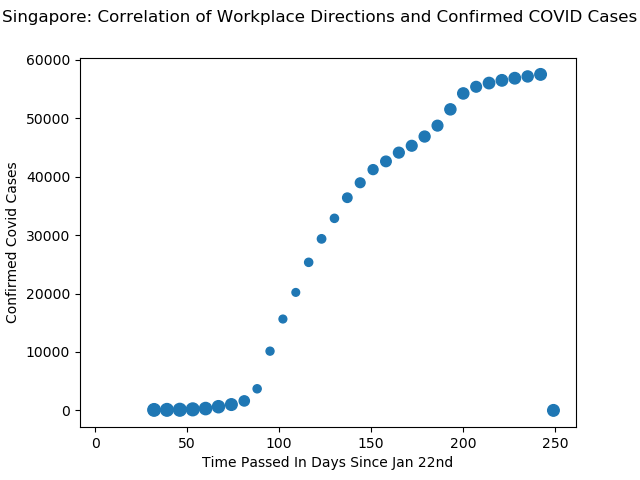 Singapore: Correlation of Workplace Directions and Confirmed COVID Cases
60000
50000
40000
30000
20000
10000
0
Confirmed Covid Cases
0 50 100 150 200 250
Time Passed In Days Since Jan 22nd